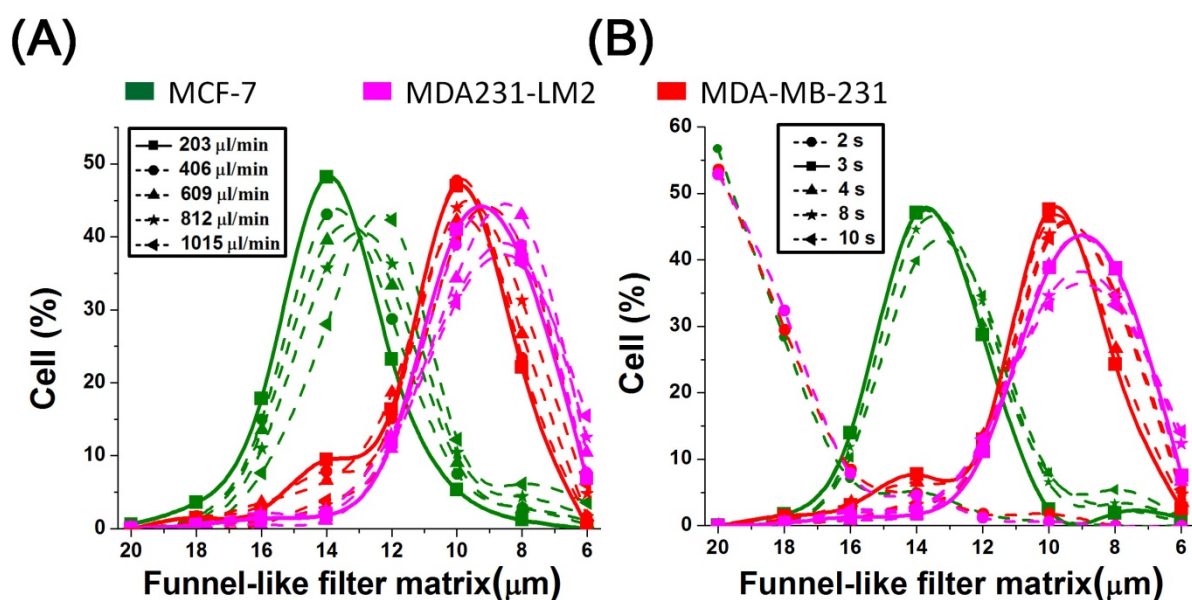 (A)
(B)
MCF-7 MDA231-LM2 MDA-MB-231
203 µl/min
406 µl/min
609 µl/min
812 µl/min
1015 µl/min
50
40
30
20
10
0
Cell (%)
20 18 16 14 12 10 8 6
Funnel-like filter matrix(µm)
2 s
3 s
4 s
8 s
10 s
60
50
40
30
20
10
0
Cell (%)
20 18 16 14 12 10 8 6
Funnel-like filter matrix(µm)